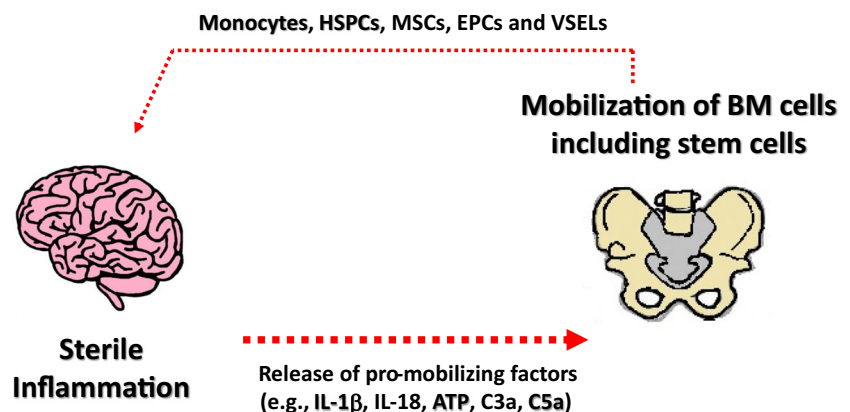 Monocytes, HSPCs, MSCs, EPCs and VSELs
Mobilization of BM cells
including stem cells
Sterile
Inflammation
Release of pro-mobilizing factors
(e.g., IL-1β, IL-18, ATP, C3a, C5a)